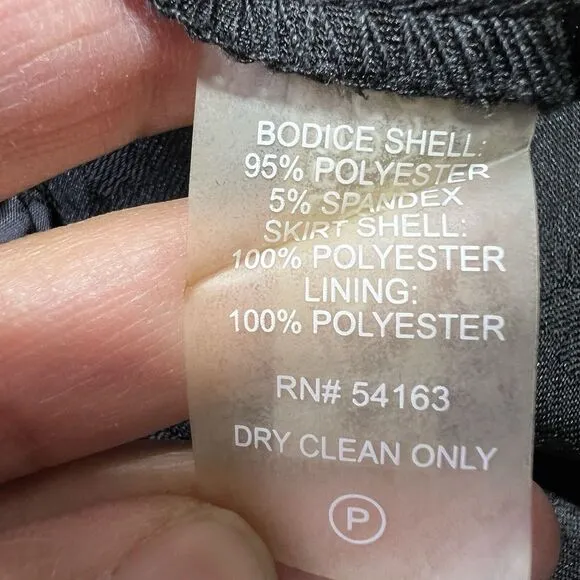 BODICE SHELL:
95% POLYESTER
5% SPANDEX
SKIRT SHELL:
100% POLYESTER
LINING:
100% POLYESTER
RN# 54163
DRY CLEAN ONLY
P